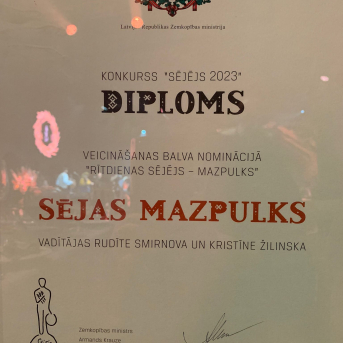 Latvijas Republikas Zemkopības ministrija
KONKURSS "SĒJĒJS 2023"
DIPLOMS
VEICINĀŠANAS BALVA NOMINĀCIJĀ
"RĪTDIENAS SĒJĒJS – MAZPULKS"
SĒJAS MAZPULKS
VADĪTĀJAS RUDĪTE SMIRNOVA UN KRISTĪNE ŽILINSKA
Zemkopības ministrs
Armands Krauze